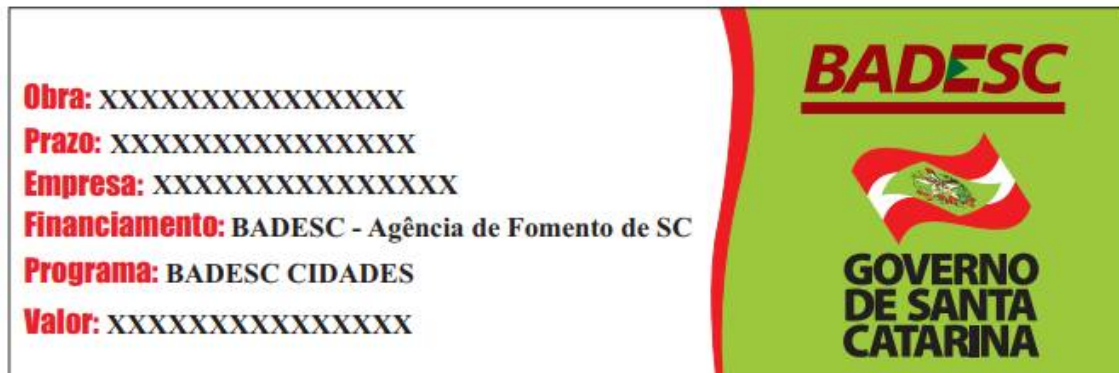 Obra: XXXXXXXXXXXXXXX
Prazo: XXXXXXXXXXXXXXX
Empresa: XXXXXXXXXXXXXXX
Financiamento: BADESC - Agência de Fomento de SC
Programa: BADESC CIDADES
Valor: XXXXXXXXXXXXXXX
BADESC
GOVERNO
DE SANTA
CATARINA